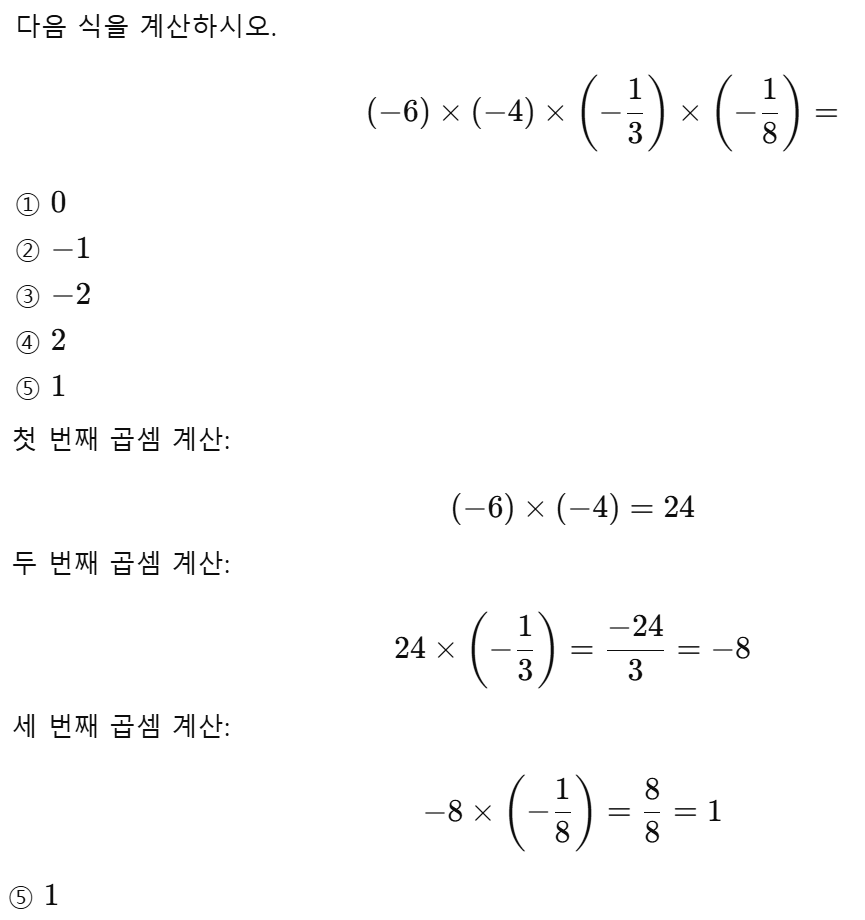 다음 식을 계산하시오.
(−6) × (−4) × (−1/3) × (−1/8) =
① 0
② −1
③ −2
④ 2
⑤ 1
첫 번째 곱셈 계산:
(−6) × (−4) = 24
두 번째 곱셈 계산:
24 × (−1/3) = −24/3 = −8
세 번째 곱셈 계산:
−8 × (−1/8) = 8/8 = 1
⑤ 1